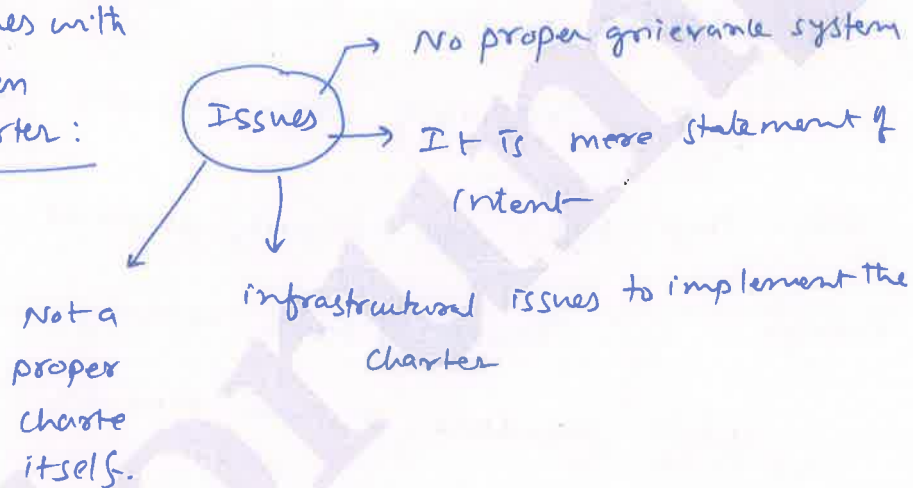 es with
en
rter :
Issues
No proper grievance system
It is mere statement of
intent
infrastructural issues to implement the
charter
Not a
proper
charte
itself.